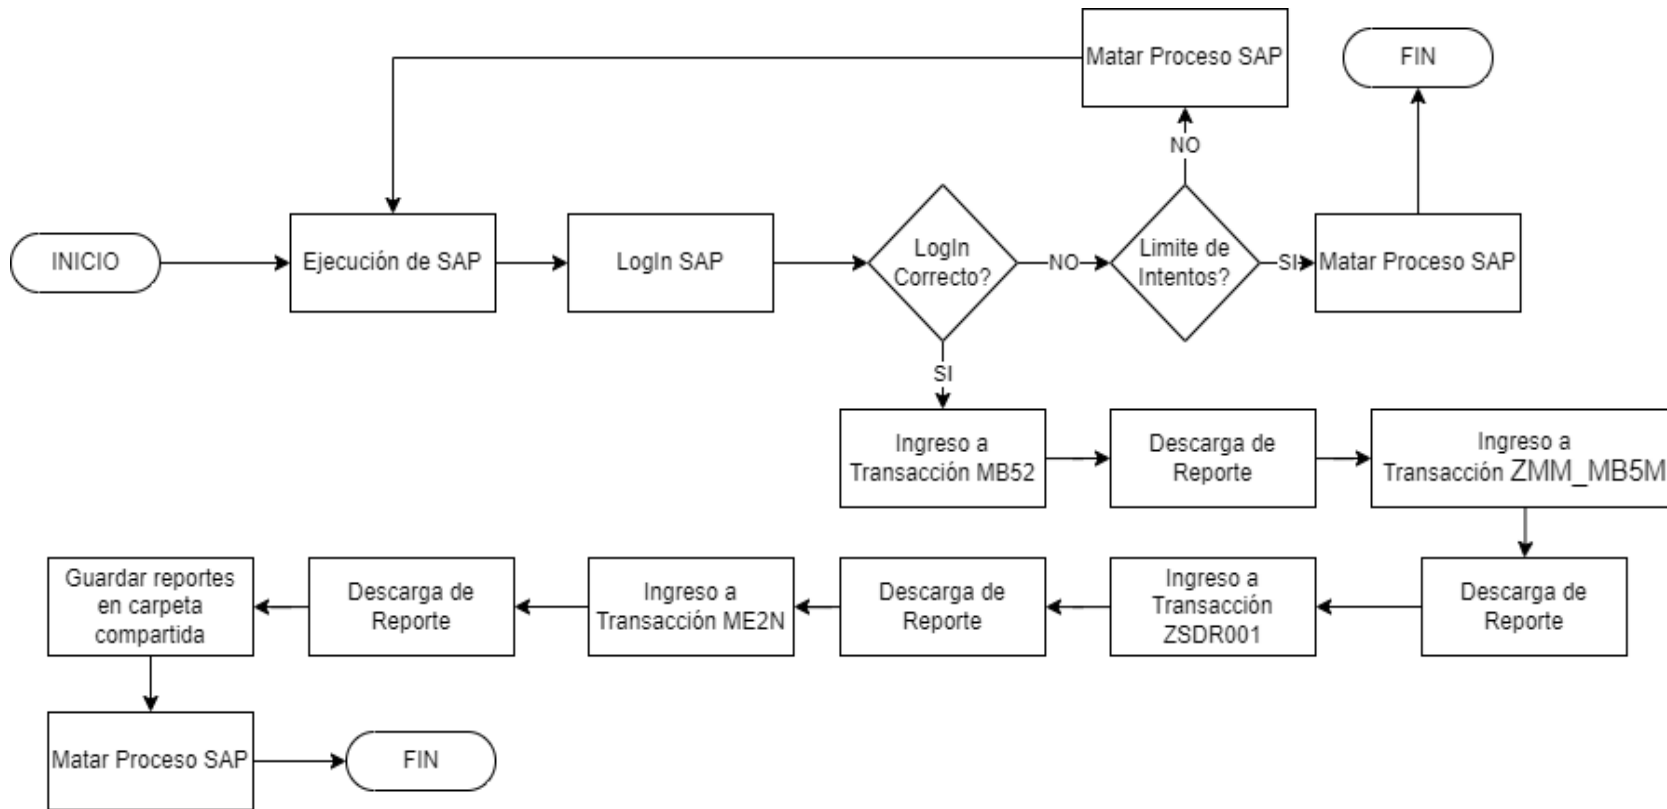 Matar Proceso SAP
FIN
NO
INICIO
Ejecución de SAP
LogIn SAP
LogIn
Correcto?
NO
Limite de
Intentos?
SI
Matar Proceso SAP
SI
Ingreso a
Transacción MB52
Descarga de
Reporte
Ingreso a
Transacción ZMM_MB5M
Guardar reportes
en carpeta
compartida
Descarga de
Reporte
Ingreso a
Transacción ME2N
Descarga de
Reporte
Ingreso a
Transacción
ZSDR001
Descarga de
Reporte
Matar Proceso SAP
FIN